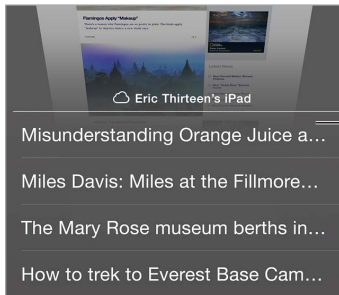 Flamingos Apply "Makeup"
Eric Thirteen's iPad
Misunderstanding Orange Juice a...
Miles Davis: Miles at the Fillmore...
The Mary Rose museum berths in...
How to trek to Everest Base Cam...